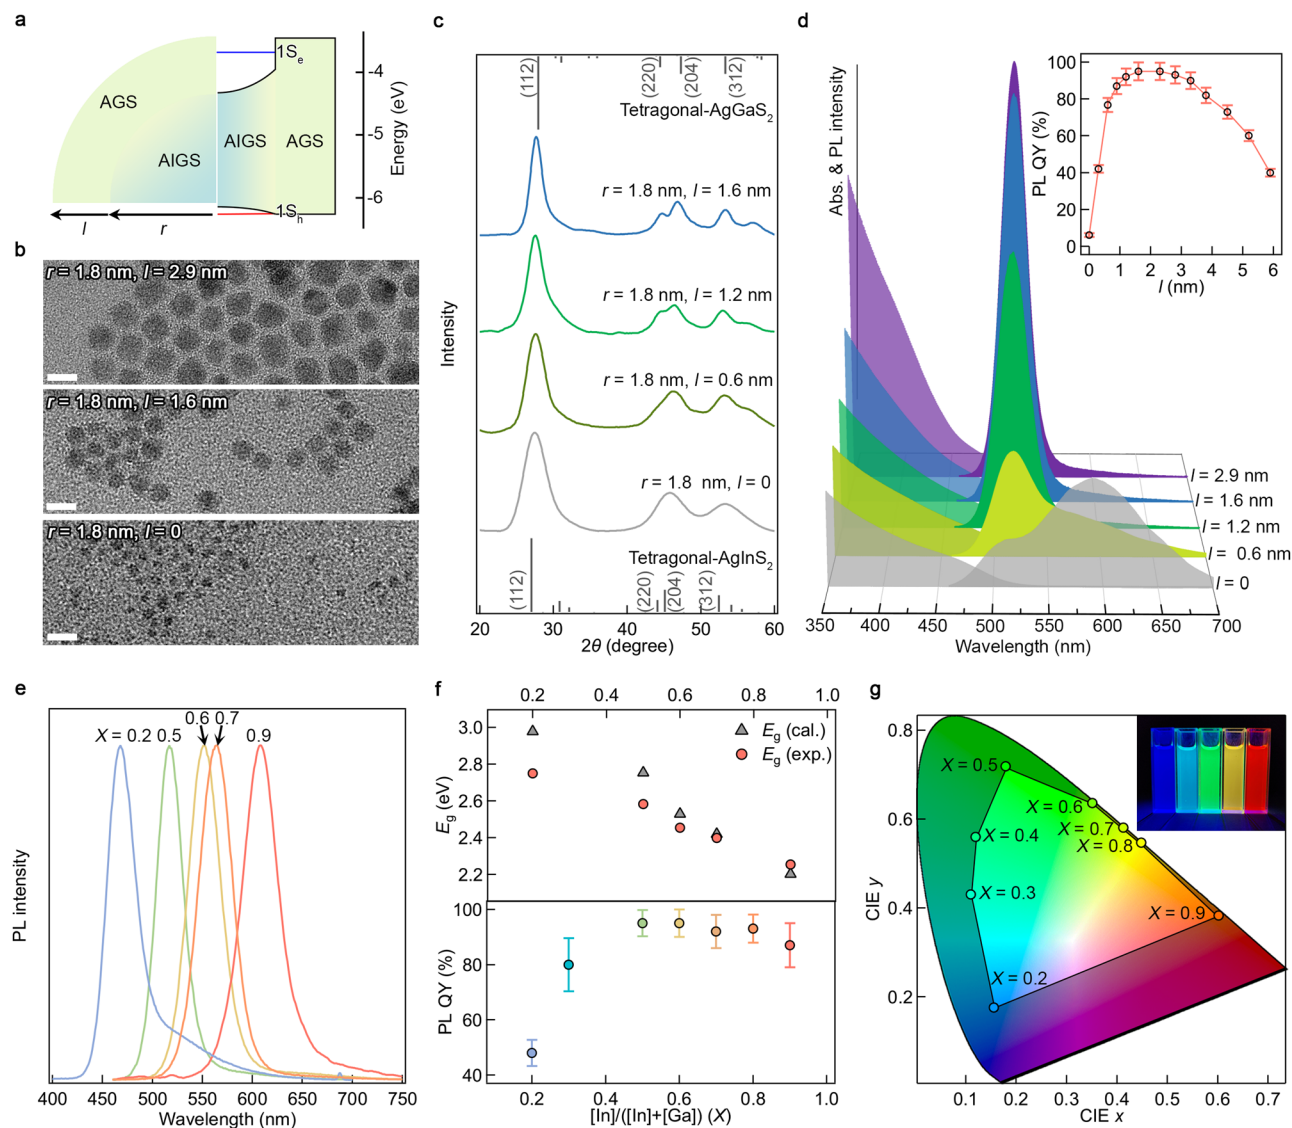 a
AGS
AIGS
AIGS
AGS
1Se
1Sh
-4
-5
-6
Energy (eV)
l
r
b
r = 1.8 nm, l = 2.9 nm
r = 1.8 nm, l = 1.6 nm
r = 1.8 nm, l = 0
c
(112)
(220)
(204)
(312)
Tetragonal-AgGaS2
r = 1.8 nm, l = 1.6 nm
r = 1.8 nm, l = 1.2 nm
r = 1.8 nm, l = 0.6 nm
r = 1.8 nm, l = 0
Tetragonal-AgInS2
(112)
(220)
(204)
(312)
Intensity
20 40 60
2θ (degree)
d
Abs. & PL intensity
PL QY (%)
100
80
60
40
20
0
0 1 2 3 4 5 6
l (nm)
l = 2.9 nm
l = 1.6 nm
l = 1.2 nm
l = 0.6 nm
l = 0
350 400 450 500 550 600 650 700
Wavelength (nm)
e
X = 0.2 0.5 0.6 0.7 0.9
PL intensity
400 450 500 550 600 650 700 750
Wavelength (nm)
f
0.2 0.4 0.6 0.8 1.0
3.0
2.8
2.6
2.4
2.2
Eg (eV)
Eg (cal.)
Eg (exp.)
100
80
60
40
PL QY (%)
0.2 0.4 0.6 0.8 1.0
[In]/([In]+[Ga]) (X)
g
0.8
0.6
0.4
0.2
CIE y
X = 0.5
X = 0.6
X = 0.7
X = 0.8
X = 0.4
X = 0.3
X = 0.9
X = 0.2
0.1 0.2 0.3 0.4 0.5 0.6 0.7
CIE x